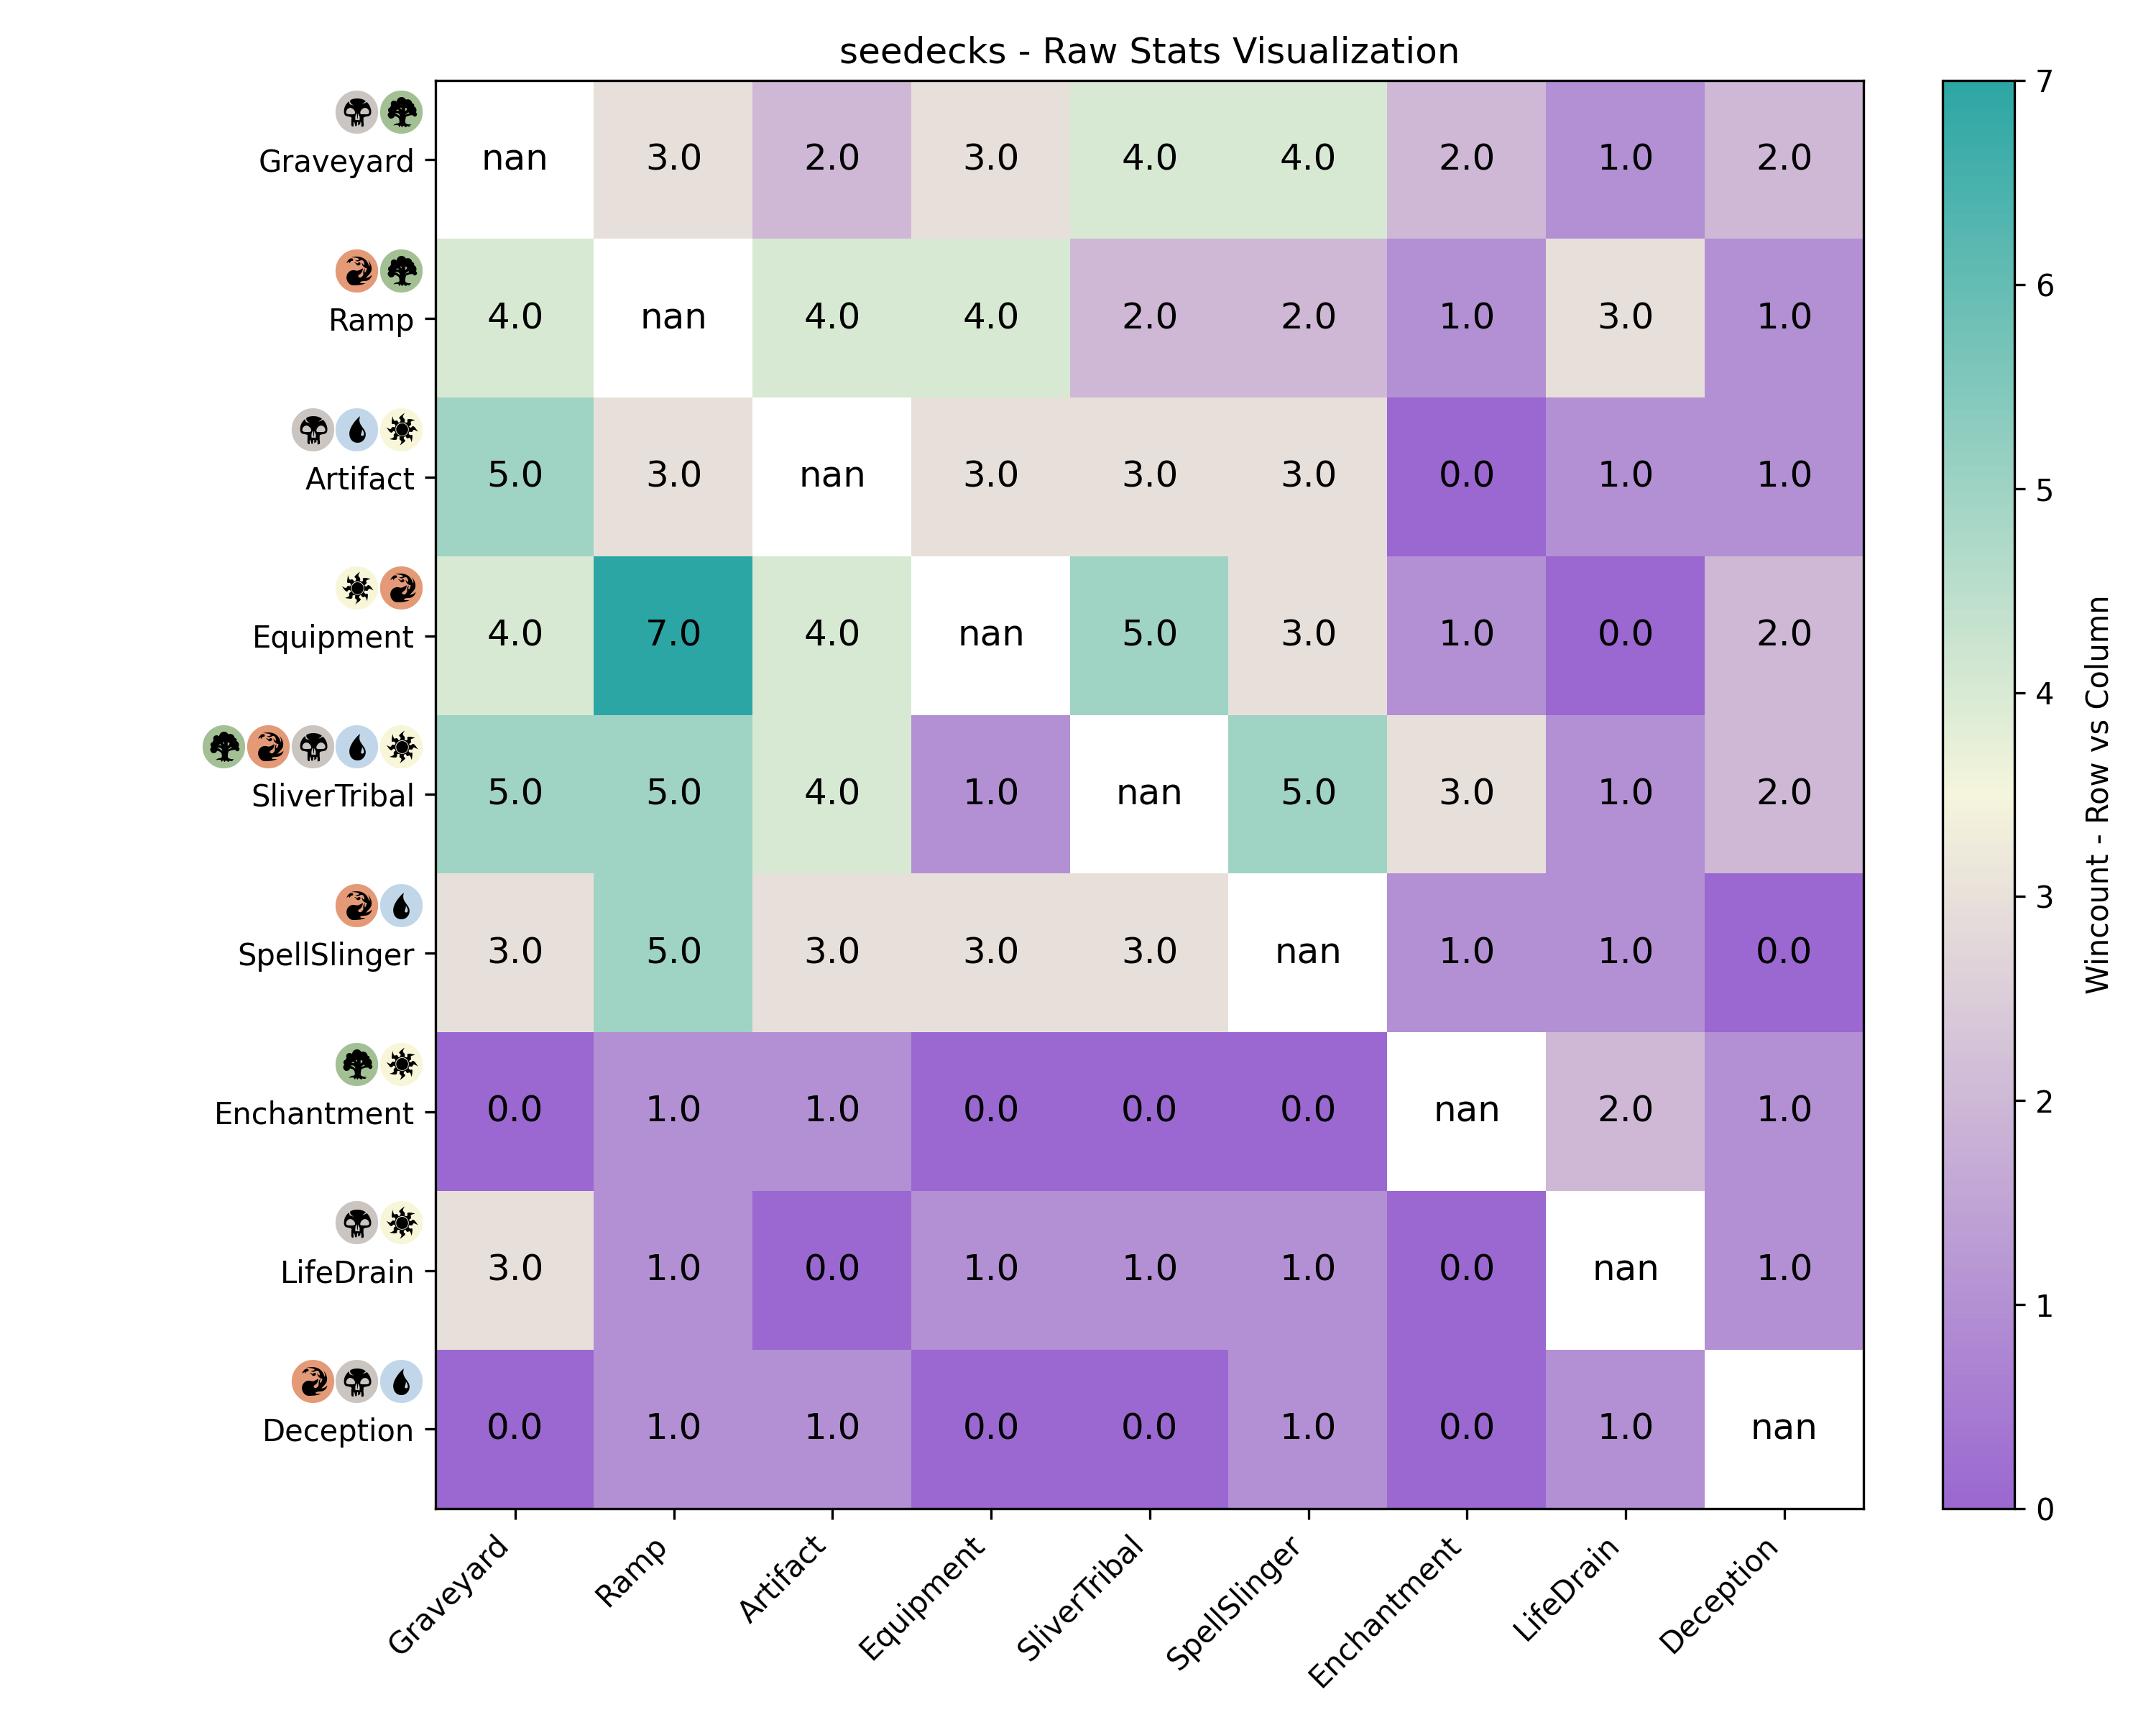 seedecks - Raw Stats Visualization
Graveyard nan 3.0 2.0 3.0 4.0 4.0 2.0 1.0 2.0
Ramp 4.0 nan 4.0 4.0 2.0 2.0 1.0 3.0 1.0
Artifact 5.0 3.0 nan 3.0 3.0 3.0 0.0 1.0 1.0
Equipment 4.0 7.0 4.0 nan 5.0 3.0 1.0 0.0 2.0
SliverTribal 5.0 5.0 4.0 1.0 nan 5.0 3.0 1.0 2.0
SpellSlinger 3.0 5.0 3.0 3.0 3.0 nan 1.0 1.0 0.0
Enchantment 0.0 1.0 1.0 0.0 0.0 0.0 nan 2.0 1.0
LifeDrain 3.0 1.0 0.0 1.0 1.0 1.0 0.0 nan 1.0
Deception 0.0 1.0 1.0 0.0 0.0 1.0 0.0 1.0 nan
Graveyard Ramp Artifact Equipment SliverTribal SpellSlinger Enchantment LifeDrain Deception
7
6
5
4
3
2
1
0
Wincount - Row vs Column